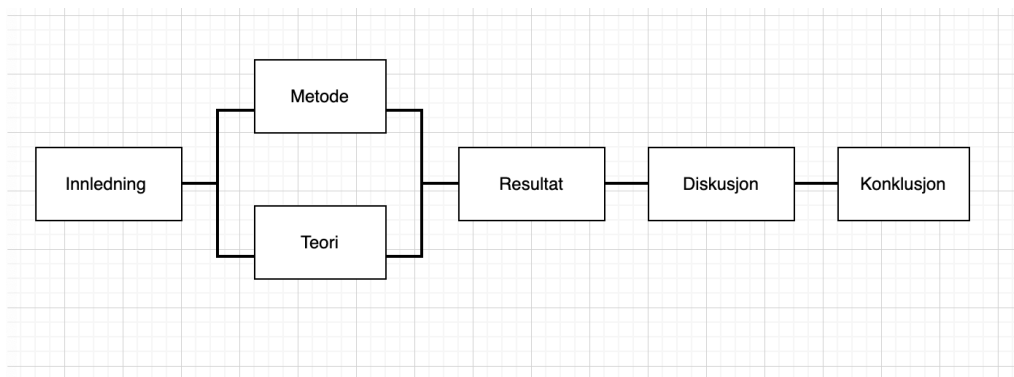 Innledning
Metode
Teori
Resultat
Diskusjon
Konklusjon